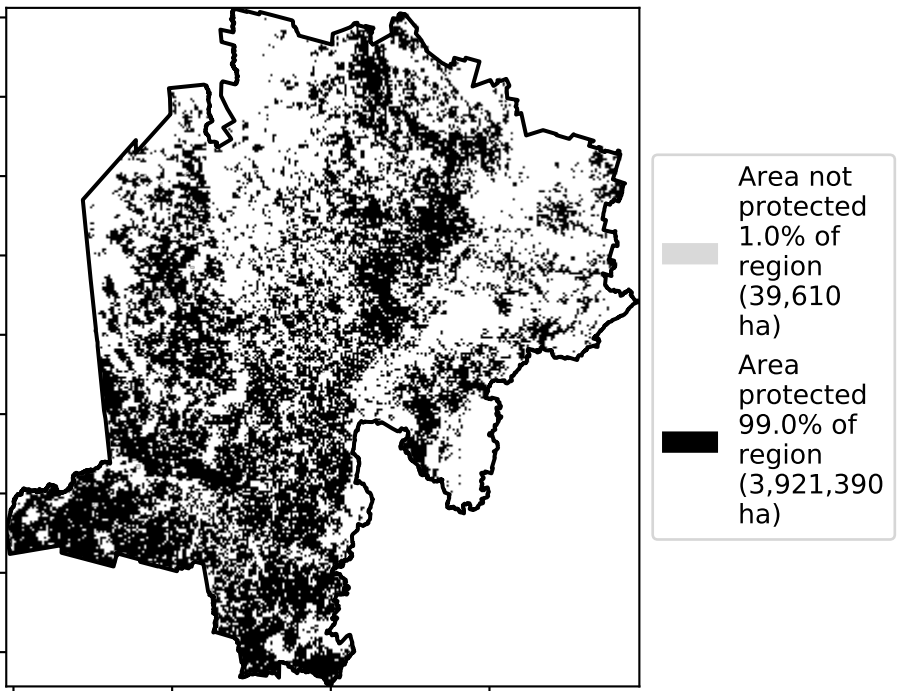 Area not
protected
1.0% of
region
(39,610
ha)
Area
protected
99.0% of
region
(3,921,390
ha)